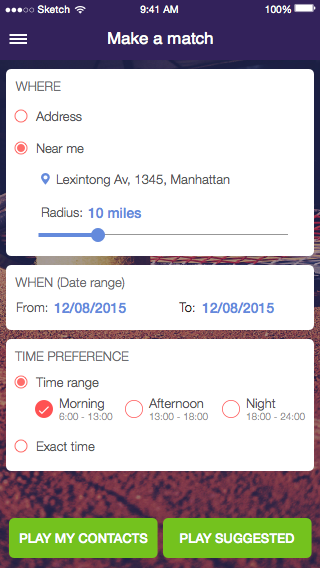 Sketch 9:41 AM 100%
Make a match
WHERE
Address
Near me
Lexintong Av, 1345, Manhattan
Radius: 10 miles
WHEN (Date range)
From: 12/08/2015 To: 12/08/2015
TIME PREFERENCE
Time range
Morning Afternoon Night
6:00 - 13:00 13:00 - 18:00 18:00 - 24:00
Exact time
PLAY MY CONTACTS PLAY SUGGESTED